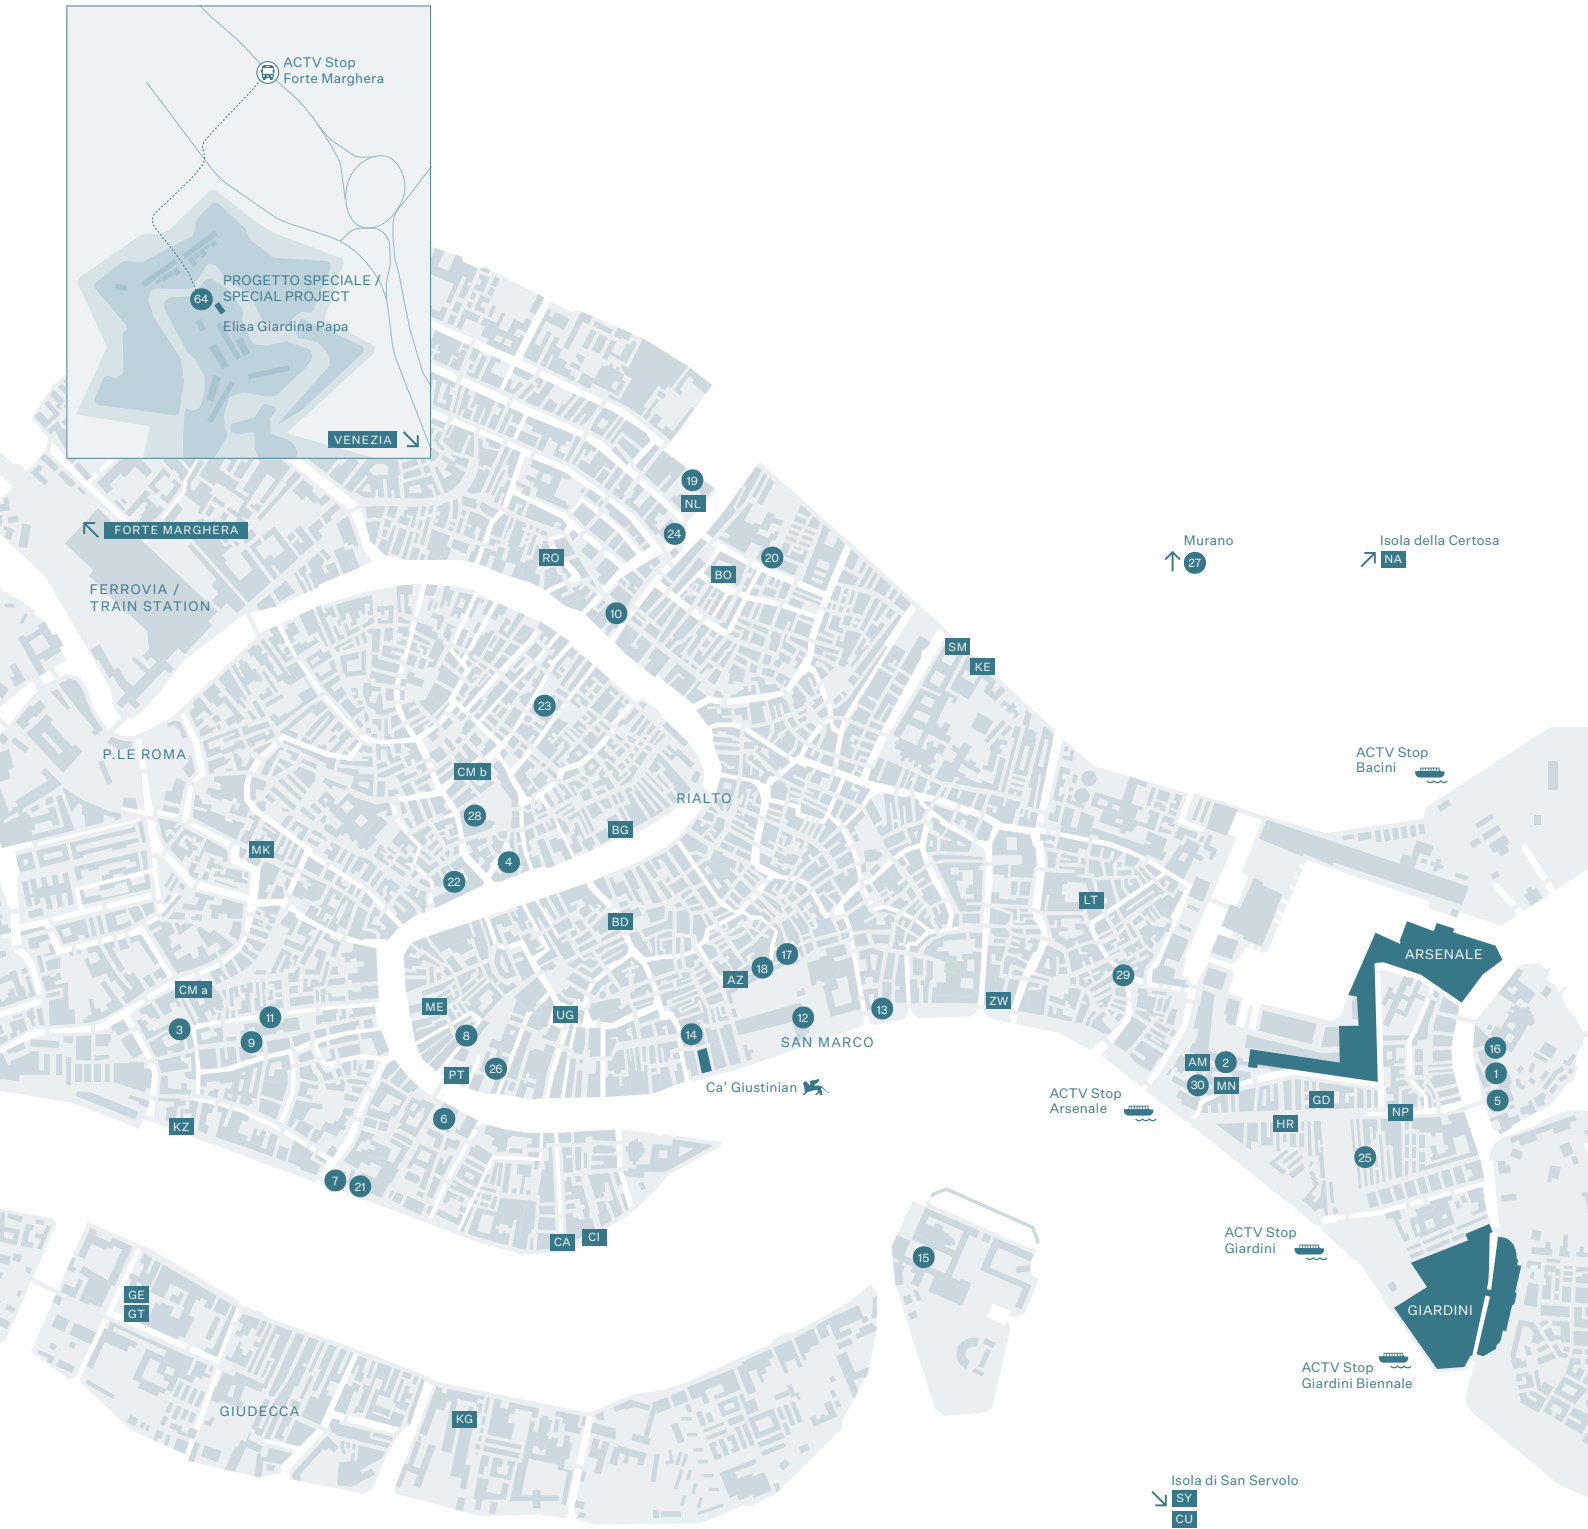 ACTV Stop
Forte Marghera
PROGETTO SPECIALE /
SPECIAL PROJECT
64
Elisa Giardina Papa
VENEZIA
19
NL
FORTE MARGHERA
24
RO
20
BO
Murano
27
Isola della Certosa
NA
FERROVIA /
TRAIN STATION
10
SM
KE
23
P.LE ROMA
CM b
RIALTO
ACTV Stop
Bacini
28
BG
MK
4
22
LT
BD
ARSENALE
17
18
AZ
29
CM a
ME
UG
ZW
13
11
12
3
9
8
14
SAN MARCO
16
26
PT
AM
2
1
30
MN
Ca' Giustinian
ACTV Stop
Arsenale
GD
5
NP
6
KZ
HR
25
7
21
CA
CI
15
ACTV Stop
Giardini
GE
GT
GIARDINI
ACTV Stop
Giardini Biennale
GIUDECCA
KG
Isola di San Servolo
SY
CU